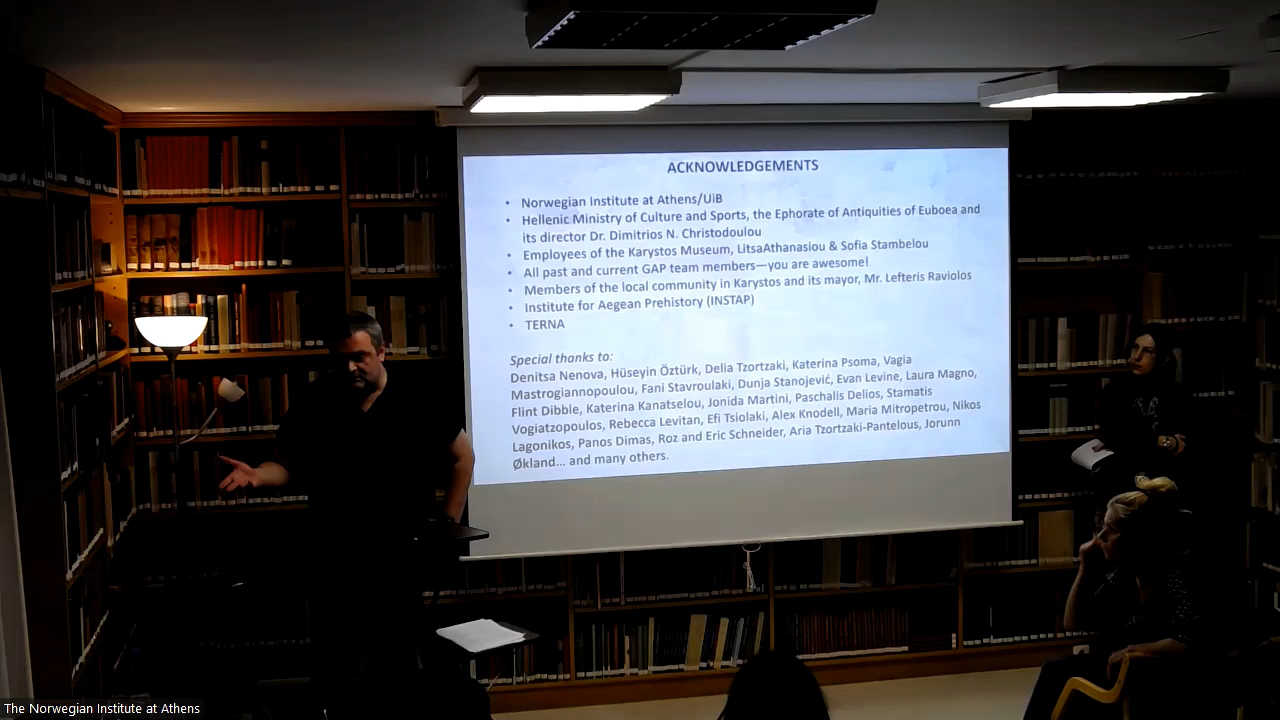 ACKNOWLEDGEMENTS
• Norwegian Institute at Athens/UiB
• Hellenic Ministry of Culture and Sports, the Ephorate of Antiquities of Euboea and
its director Dr. Dimitrios N. Christodoulou
• Employees of the Karystos Museum, LitsaAthanasiou & Sofia Stambelou
• All past and current GAP team members—you are awesome!
• Members of the local community in Karystos and its mayor, Mr. Lefteris Raviolos
• Institute for Aegean Prehistory (INSTAP)
• TERNA
Special thanks to:
Denitsa Nenova, Hüseyin Öztürk, Delia Tzortzaki, Katerina Psoma, Vagia
Mastrogiannopoulou, Fani Stavroulaki, Dunja Stanojević, Evan Levine, Laura Magno,
Flint Dibble, Katerina Kanatselou, Jonida Martini, Paschalis Delios, Stamatis
Vogiatzopoulos, Rebecca Levitan, Efi Tsiolaki, Alex Knodell, Maria Mitropetrou, Nikos
Lagonikos, Panos Dimas, Roz and Eric Schneider, Aria Tzortzaki-Pantelous, Jorunn
Økland... and many others.
The Norwegian Institute at Athens